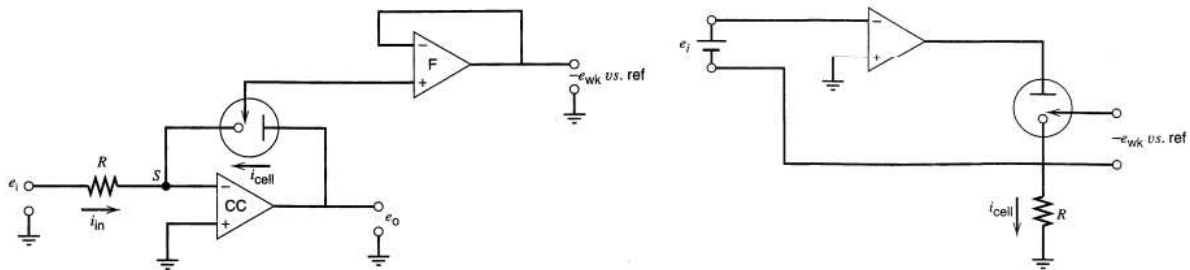 −
F
+
−e_wk vs. ref
R
S
e_i
i_in
i_cell
−
CC
+
e_o
e_i
−
+
−e_wk vs. ref
i_cell
R